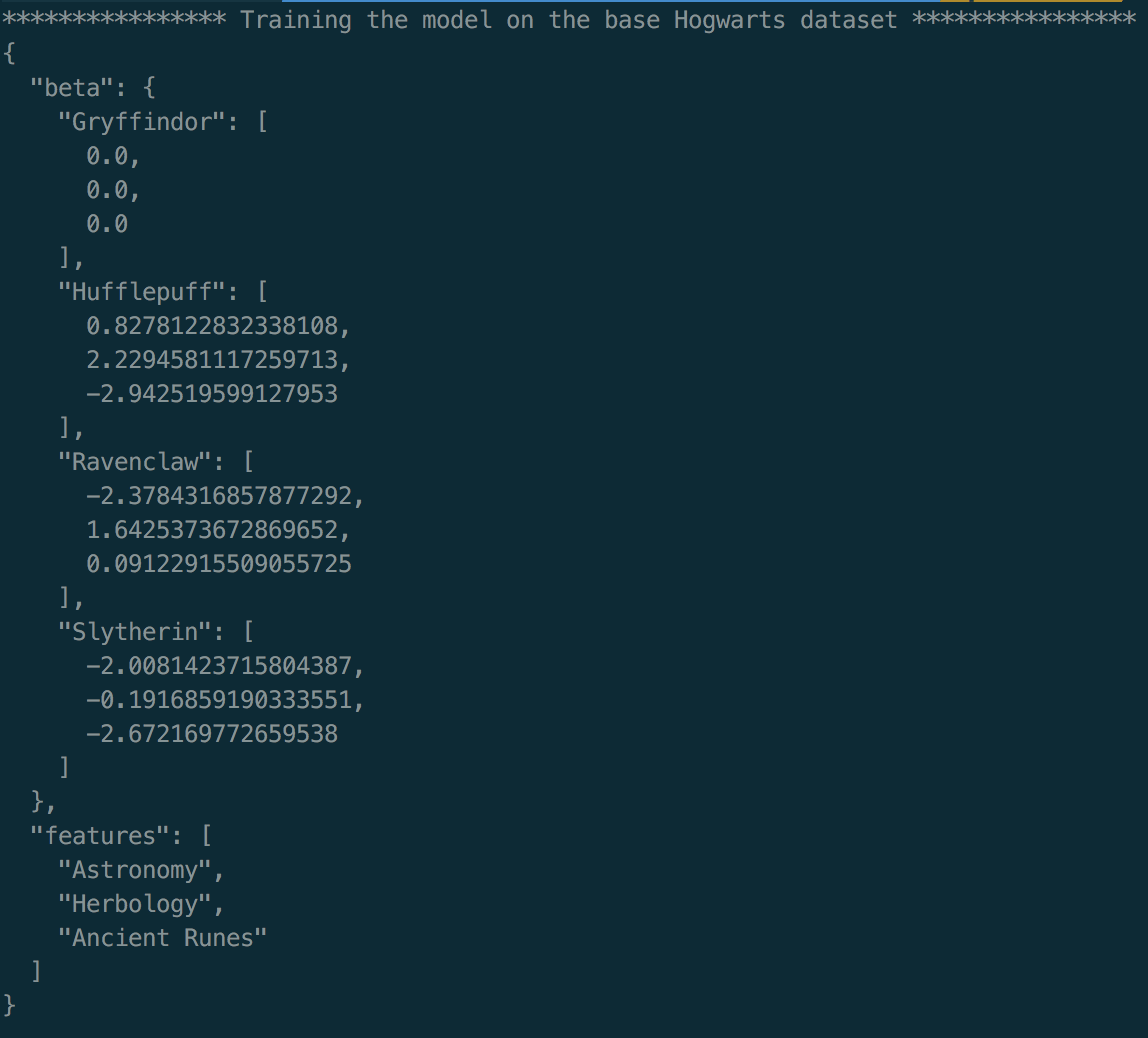 **************** Training the model on the base Hogwarts dataset ****************
{
  "beta": {
    "Gryffindor": [
      0.0,
      0.0,
      0.0
    ],
    "Hufflepuff": [
      0.8278122832338108,
      2.2294581117259713,
      -2.942519599127953
    ],
    "Ravenclaw": [
      -2.3784316857877292,
      1.6425373672869652,
      0.09122915509055725
    ],
    "Slytherin": [
      -2.0081423715804387,
      -0.1916859190333551,
      -2.672169772659538
    ]
  },
  "features": [
    "Astronomy",
    "Herbology",
    "Ancient Runes"
  ]
}